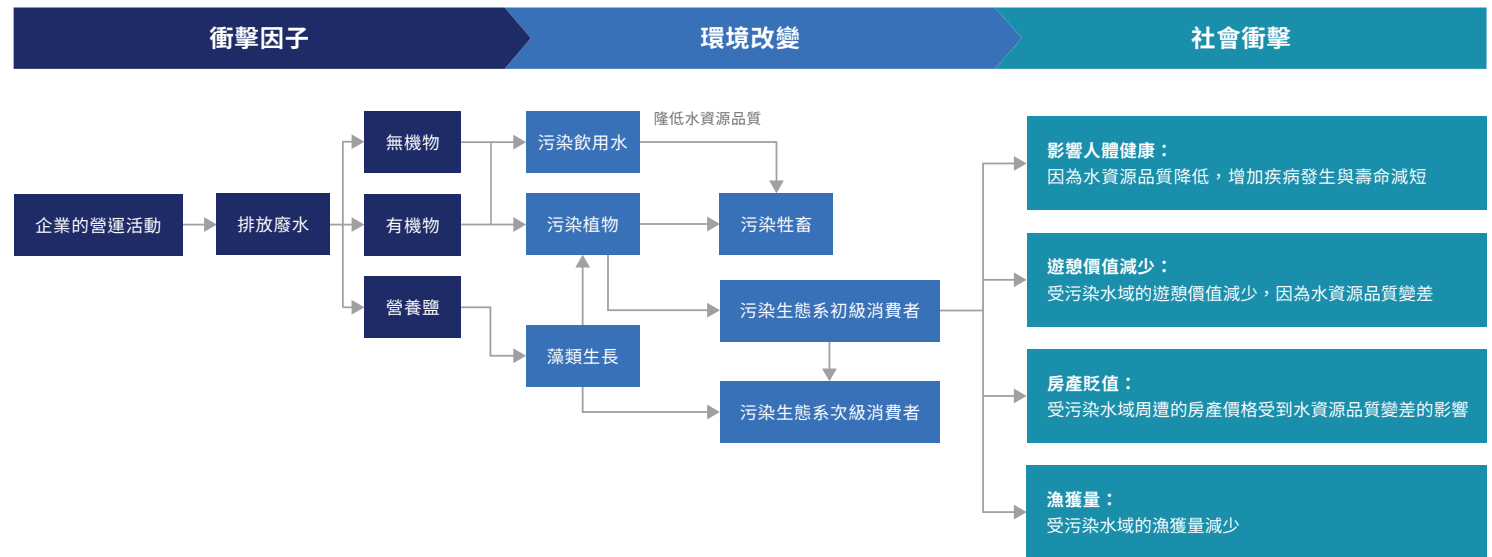 衝擊因子
環境改變
社會衝擊
企業的營運活動
排放廢水
無機物
有機物
營養鹽
污染飲用水
隆低水資源品質
污染植物
污染牲畜
藻類生長
污染生態系初級消費者
污染生態系次級消費者
影響人體健康：
因為水資源品質降低，增加疾病發生與壽命減短
遊憩價值減少：
受污染水域的遊憩價值減少，因為水資源品質變差
房產貶值：
受污染水域周遭的房產價格受到水資源品質變差的影響
漁獲量：
受污染水域的漁獲量減少